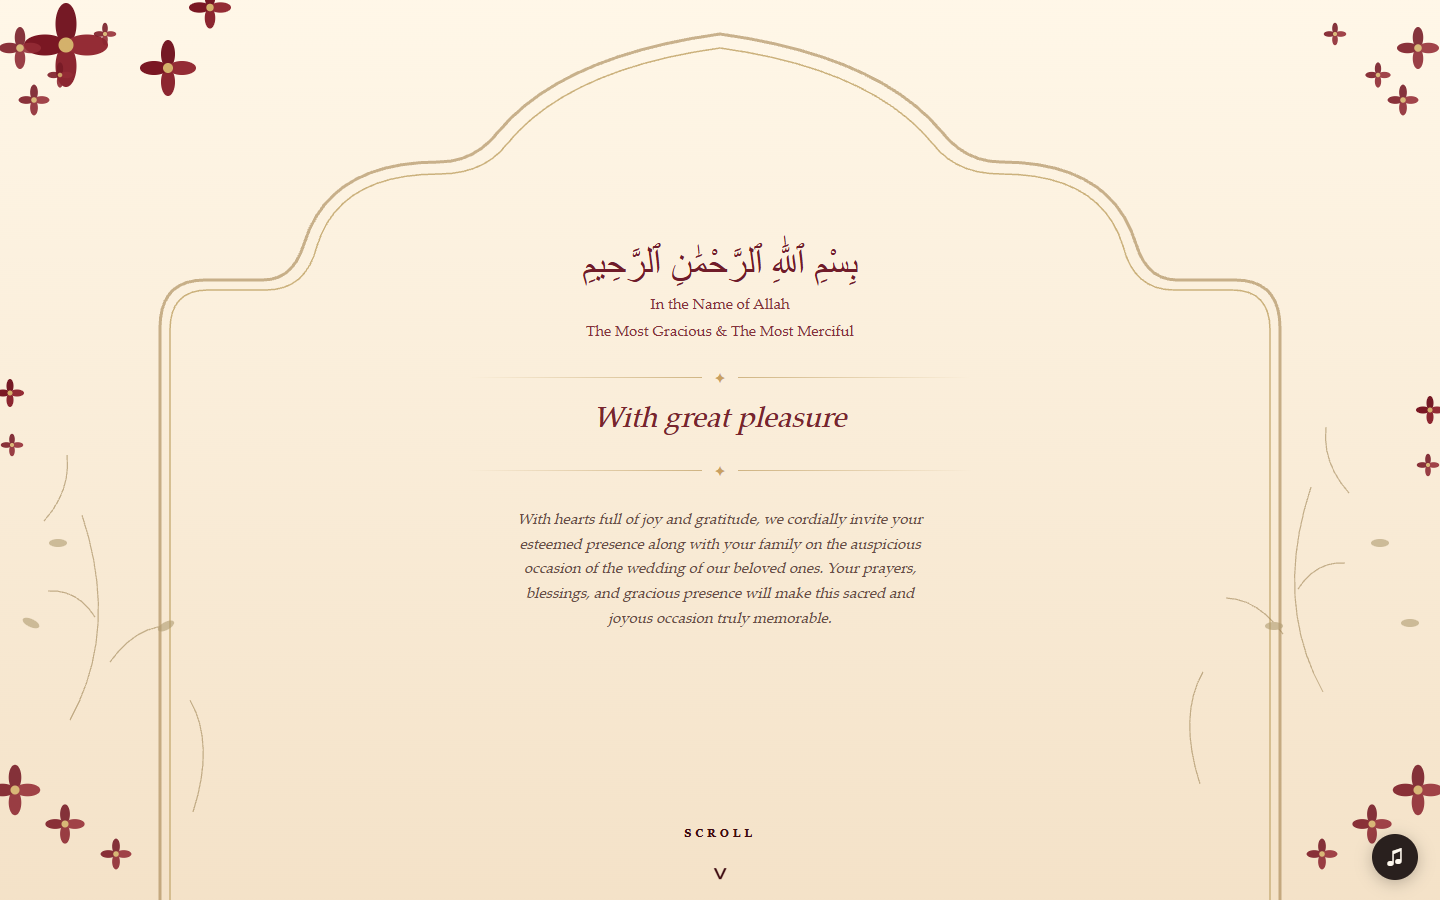 بِسْمِ ٱللَّٰهِ ٱلرَّحْمَٰنِ ٱلرَّحِيمِ
In the Name of Allah
The Most Gracious & The Most Merciful
With great pleasure
With hearts full of joy and gratitude, we cordially invite your
esteemed presence along with your family on the auspicious
occasion of the wedding of our beloved ones. Your prayers,
blessings, and gracious presence will make this sacred and
joyous occasion truly memorable.
SCROLL